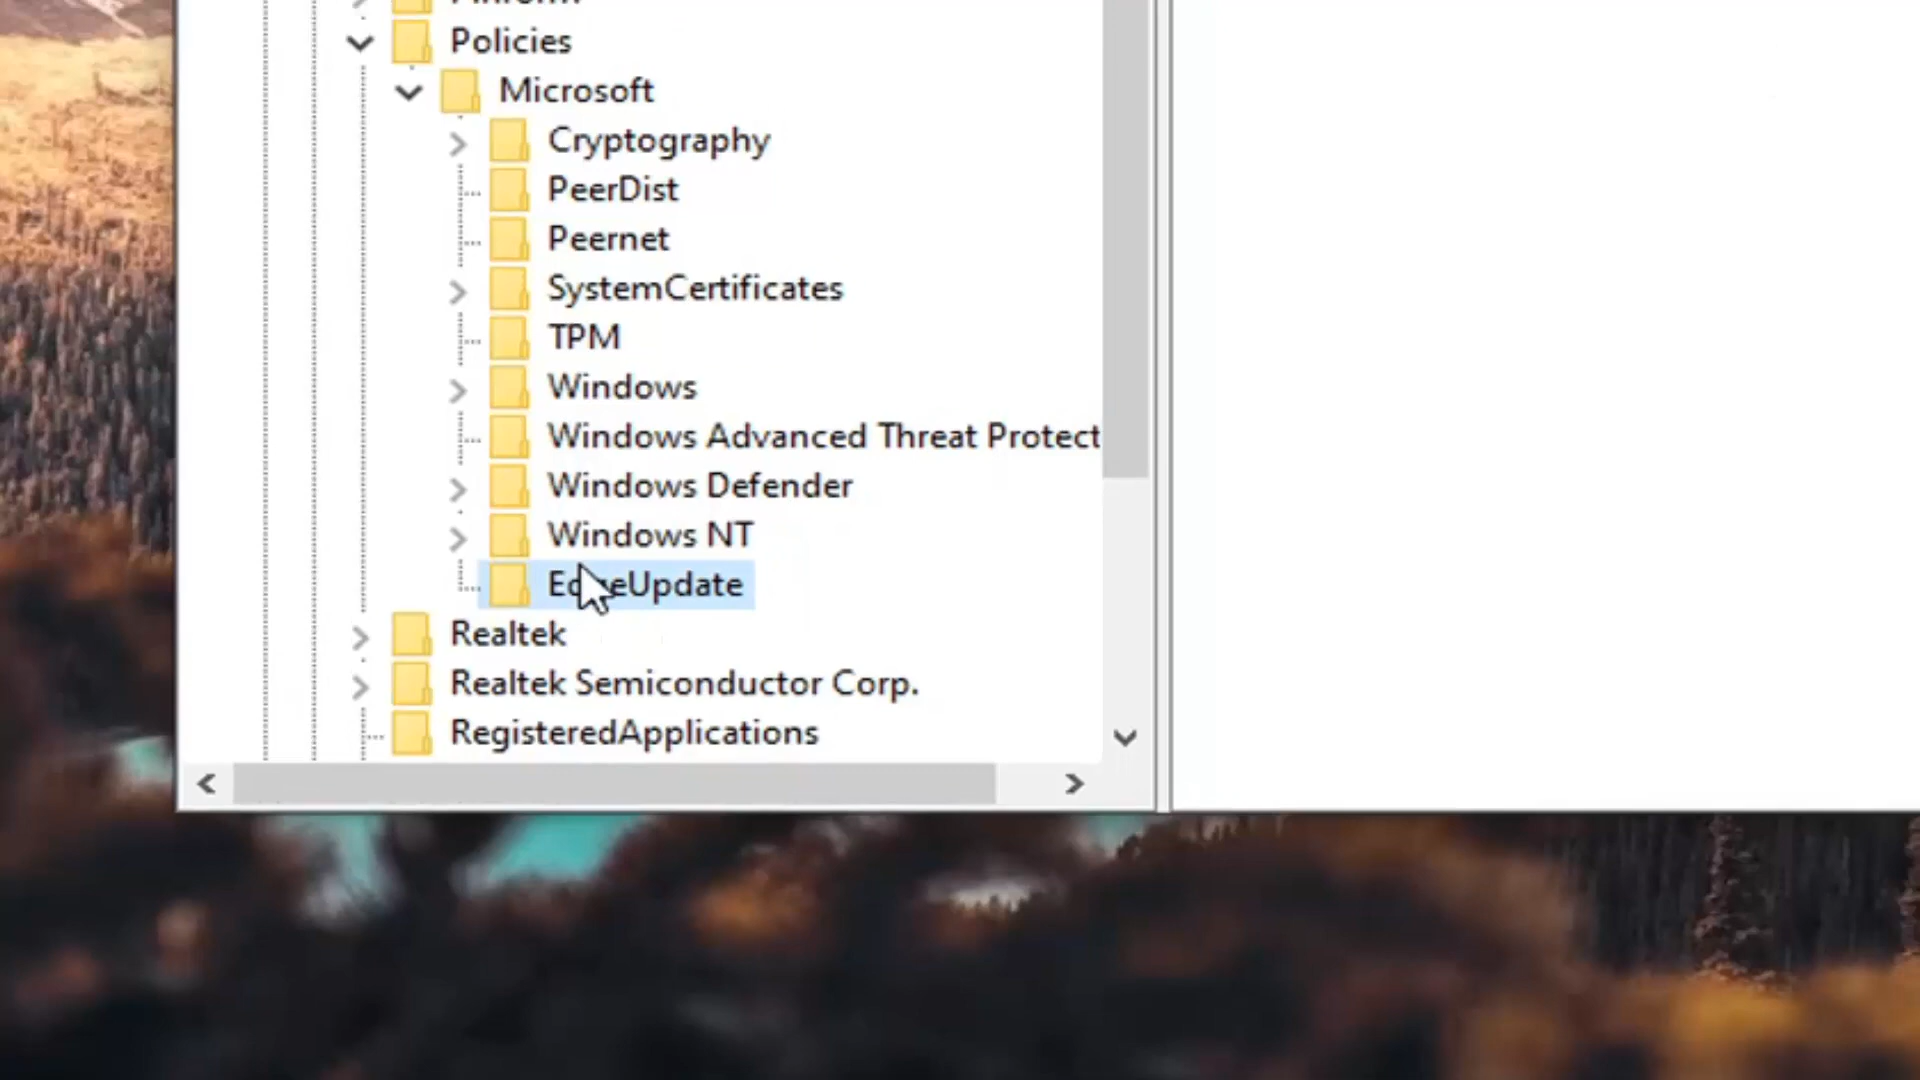 Policies
Microsoft
Cryptography
PeerDist
Peernet
SystemCertificates
TPM
Windows
Windows Advanced Threat Protect
Windows Defender
Windows NT
EdgeUpdate
Realtek
Realtek Semiconductor Corp.
RegisteredApplications